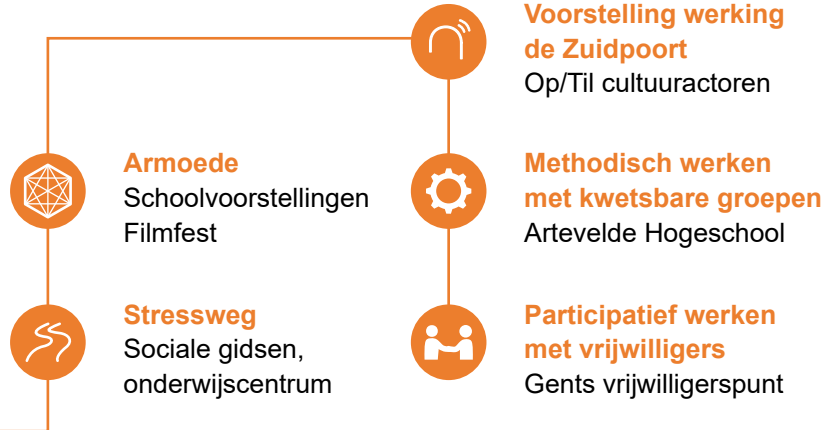 Voorstelling werking
de Zuidpoort
Op/Til cultuuractoren
Armoede
Schoolvoorstellingen
Filmfest
Methodisch werken
met kwetsbare groepen
Artevelde Hogeschool
Stressweg
Sociale gidsen,
onderwijscentrum
Participatief werken
met vrijwilligers
Gents vrijwilligerspunt